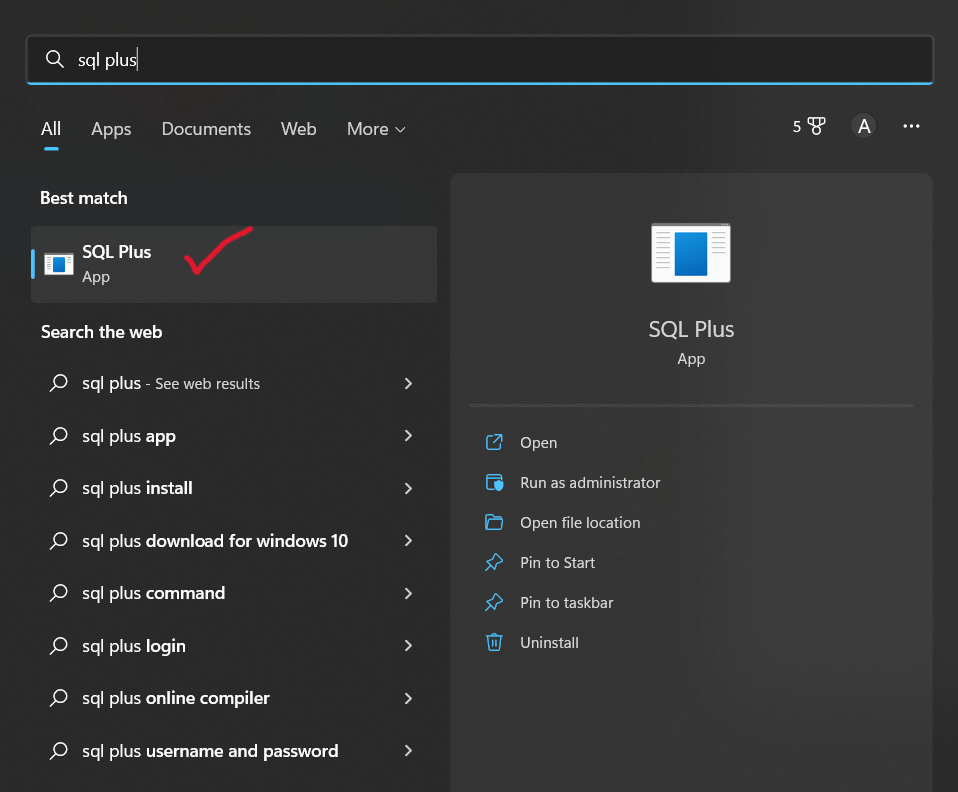 sql plus
All Apps Documents Web More
5 A
Best match
SQL Plus
App
Search the web
sql plus - See web results
sql plus app
sql plus install
sql plus download for windows 10
sql plus command
sql plus login
sql plus online compiler
sql plus username and password
SQL Plus
App
Open
Run as administrator
Open file location
Pin to Start
Pin to taskbar
Uninstall